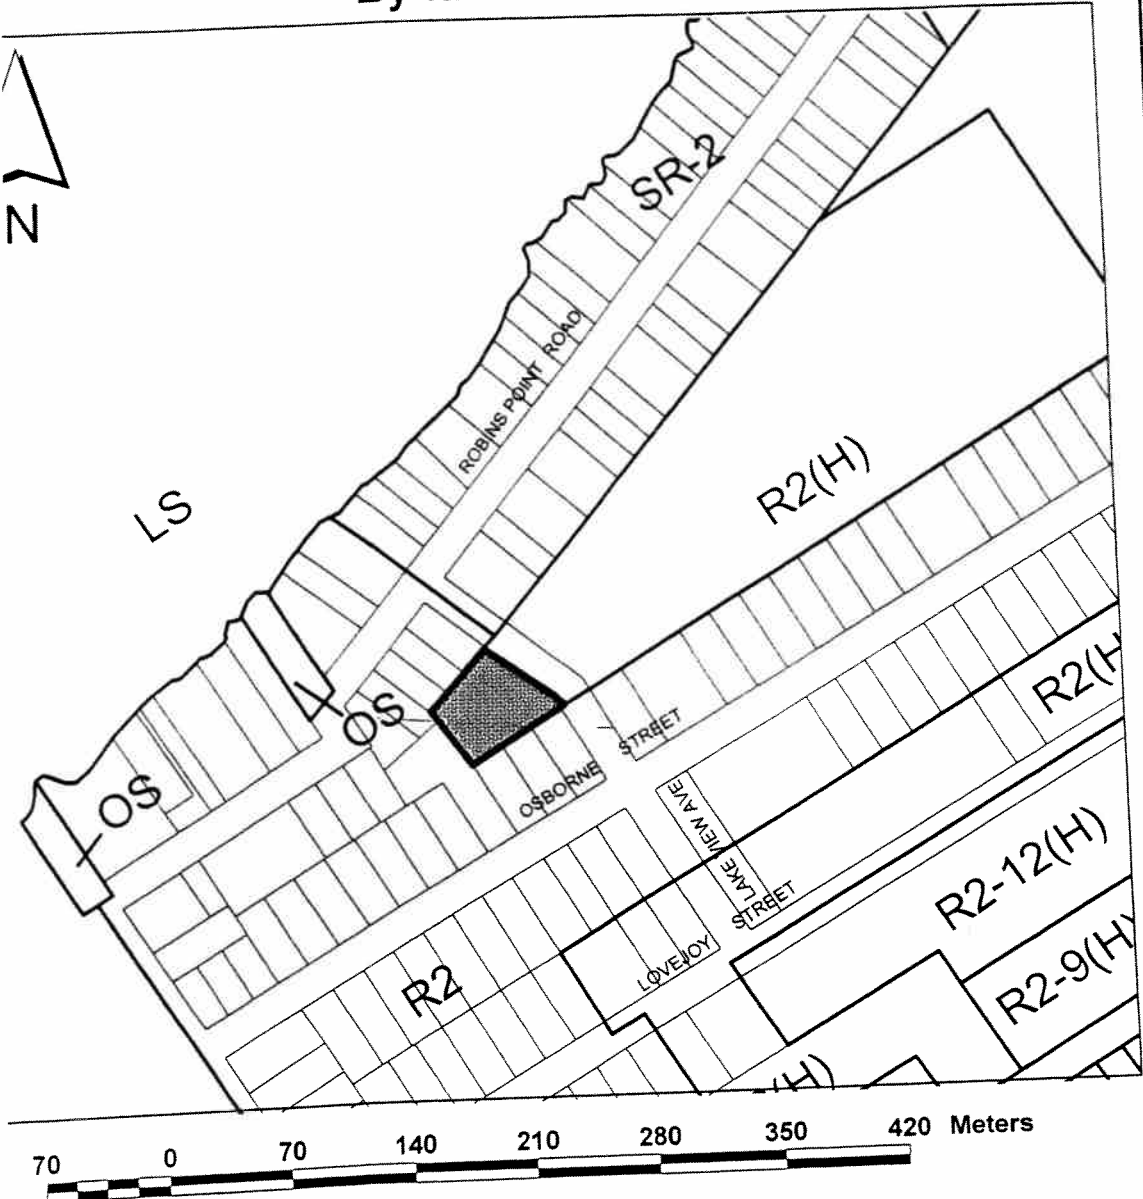 N
SR-2
ROBINS POINT ROAD
LS
R2(H)
OS
OS
OSBORNE STREET
LAKE VIEW AVE
R2(H
LOVEJOY STREET
R2
R2-12(H)
R2-9(H)
(H)
70 0 70 140 210 280 350 420 Meters